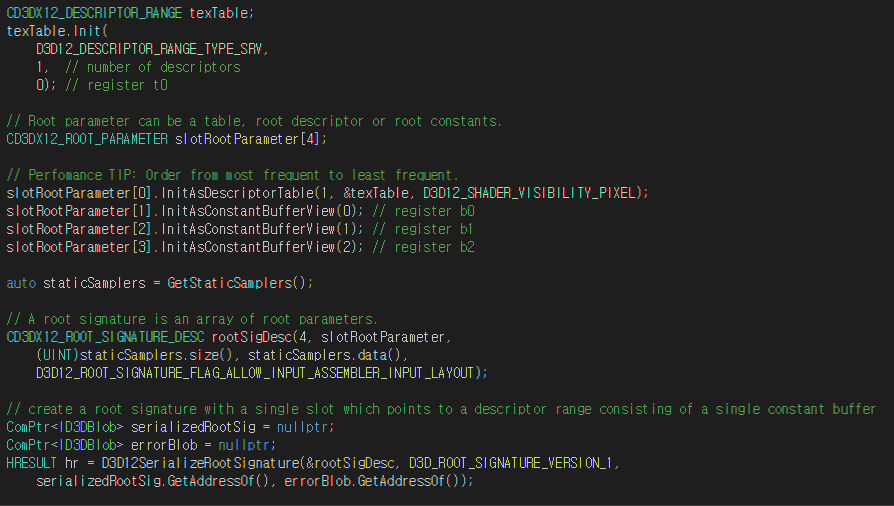 CD3DX12_DESCRIPTOR_RANGE texTable;
texTable.Init(
    D3D12_DESCRIPTOR_RANGE_TYPE_SRV,
    1,  // number of descriptors
    0); // register t0

// Root parameter can be a table, root descriptor or root constants.
CD3DX12_ROOT_PARAMETER slotRootParameter[4];

// Perfomance TIP: Order from most frequent to least frequent.
slotRootParameter[0].InitAsDescriptorTable(1, &texTable, D3D12_SHADER_VISIBILITY_PIXEL);
slotRootParameter[1].InitAsConstantBufferView(0); // register b0
slotRootParameter[2].InitAsConstantBufferView(1); // register b1
slotRootParameter[3].InitAsConstantBufferView(2); // register b2

auto staticSamplers = GetStaticSamplers();

// A root signature is an array of root parameters.
CD3DX12_ROOT_SIGNATURE_DESC rootSigDesc(4, slotRootParameter,
    (UINT)staticSamplers.size(), staticSamplers.data(),
    D3D12_ROOT_SIGNATURE_FLAG_ALLOW_INPUT_ASSEMBLER_INPUT_LAYOUT);

// create a root signature with a single slot which points to a descriptor range consisting of a single constant buffer
ComPtr<ID3DBlob> serializedRootSig = nullptr;
ComPtr<ID3DBlob> errorBlob = nullptr;
HRESULT hr = D3D12SerializeRootSignature(&rootSigDesc, D3D_ROOT_SIGNATURE_VERSION_1,
    serializedRootSig.GetAddressOf(), errorBlob.GetAddressOf());